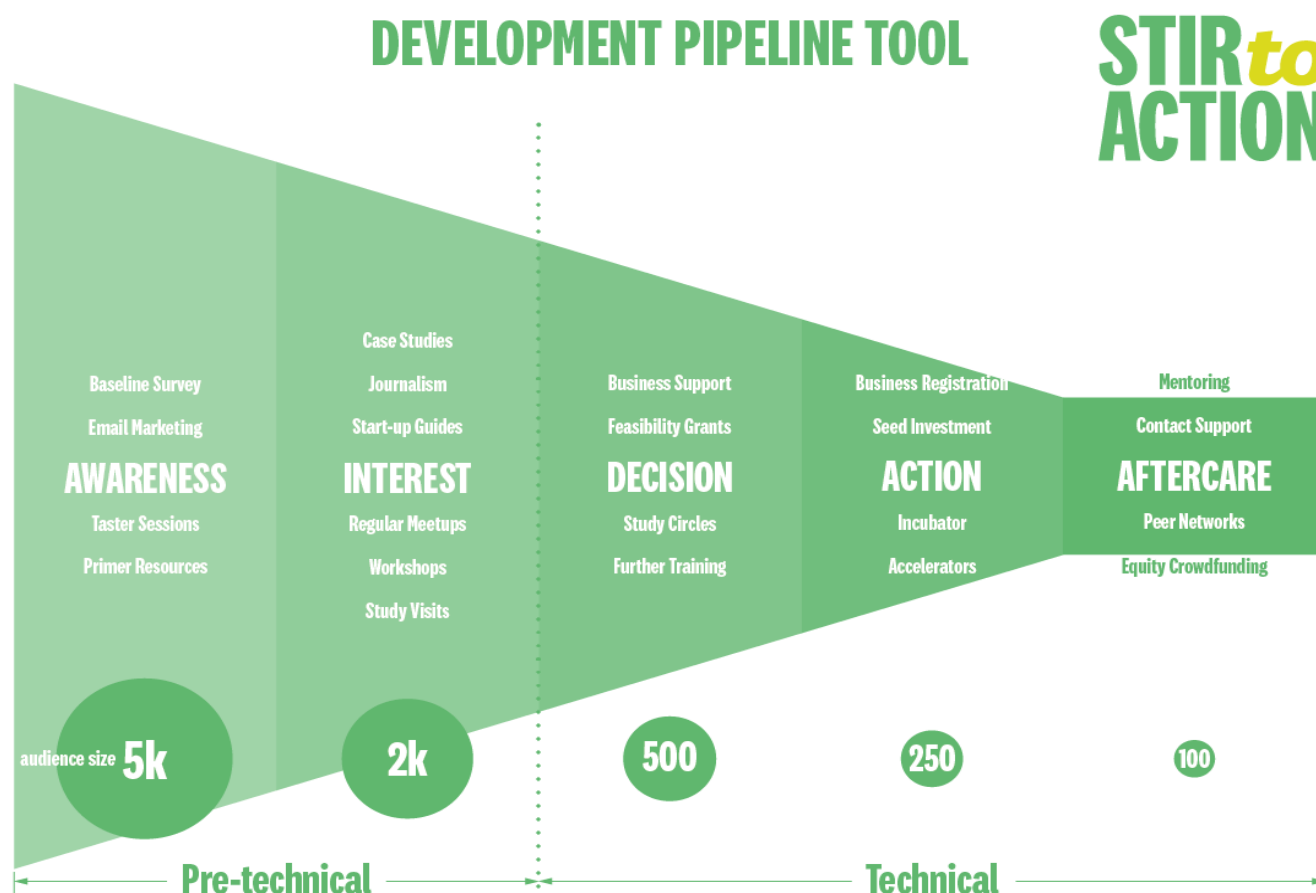 DEVELOPMENT PIPELINE TOOL
STIR to
ACTION
Baseline Survey
Email Marketing
AWARENESS
Taster Sessions
Primer Resources
Case Studies
Journalism
Start-up Guides
INTEREST
Regular Meetups
Workshops
Study Visits
Business Support
Feasibility Grants
DECISION
Study Circles
Further Training
Business Registration
Seed Investment
ACTION
Incubator
Accelerators
Mentoring
Contact Support
AFTERCARE
Peer Networks
Equity Crowdfunding
audience size 5k
2k
500
250
100
Pre-technical
Technical